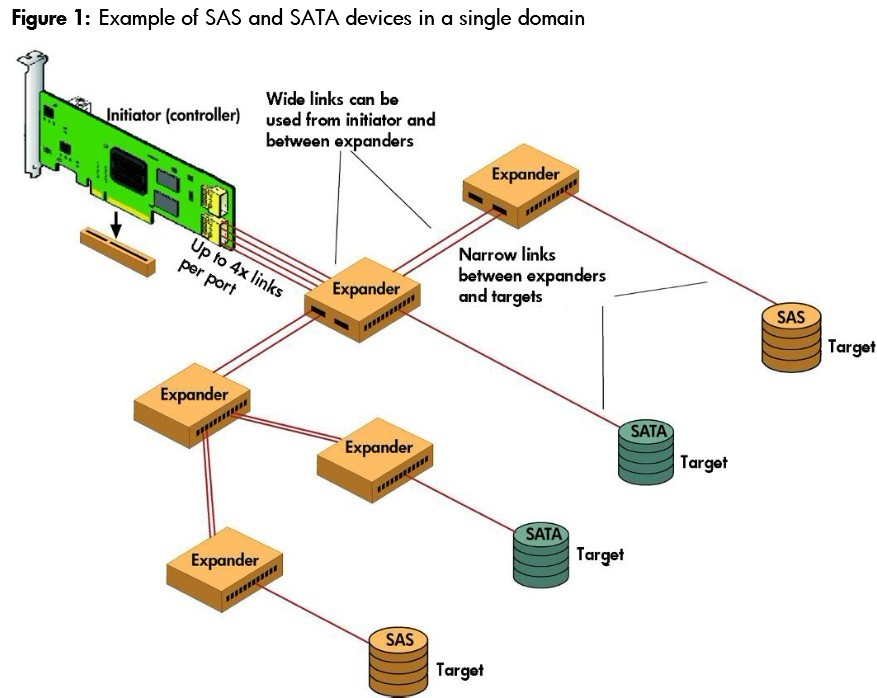 Figure 1: Example of SAS and SATA devices in a single domain
Initiator (controller)
Wide links can be
used from initiator and
between expanders
Expander
Up to 4x links
per port
Narrow links
between expanders
and targets
Expander
SAS
Target
Expander
SATA
Target
Expander
SATA
Target
Expander
SAS
Target